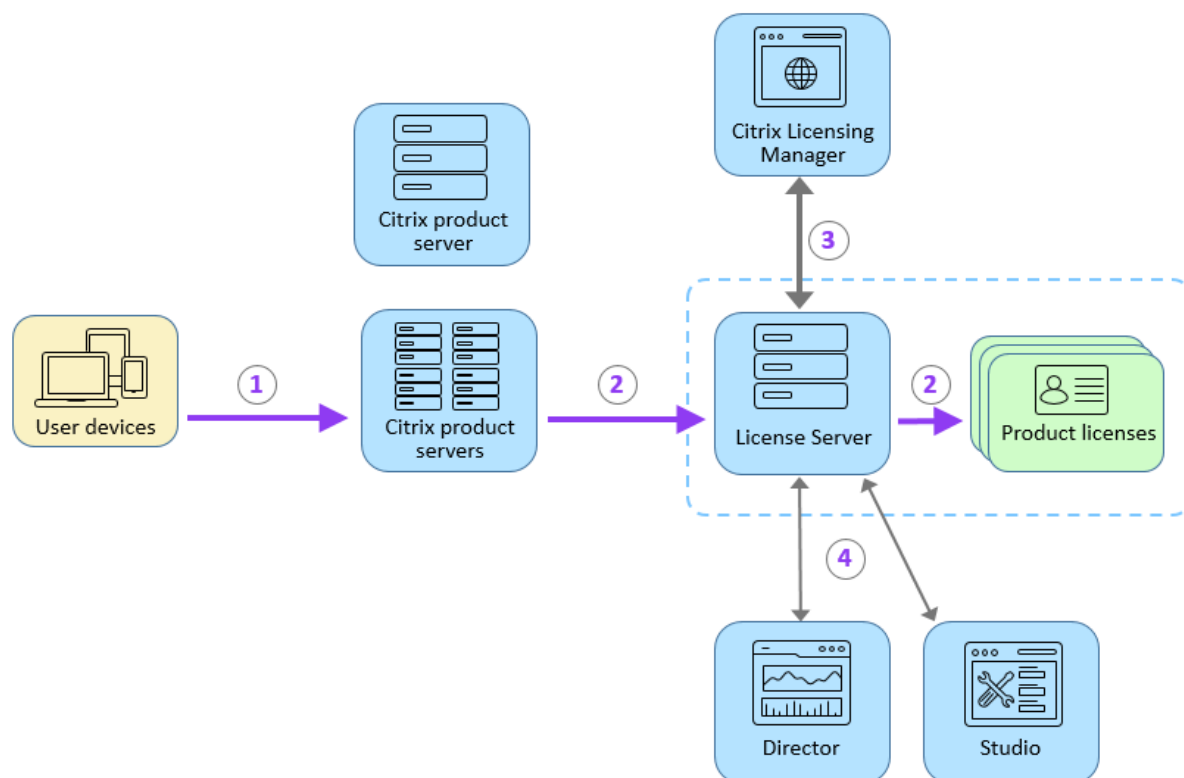 Citrix Licensing
Manager
Citrix product
server
3
1
2
2
User devices
Citrix product
servers
License Server
Product licenses
4
Director
Studio